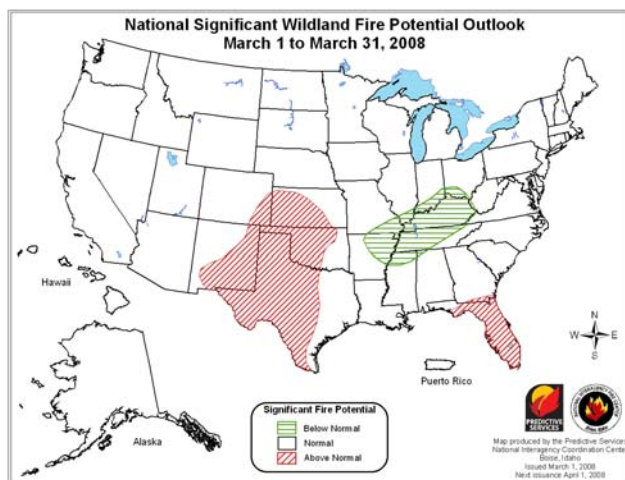 National Significant Wildland Fire Potential Outlook
March 1 to March 31, 2008
Hawaii
Alaska
Puerto Rico
N
W E
S
Significant Fire Potential
Below Normal
Normal
Above Normal
PREDICTIVE
SERVICES
Map produced by the Predictive Services
National Interagency Coordination Center
Boise, Idaho
Issued March 1, 2008
Next issuance April 1, 2008